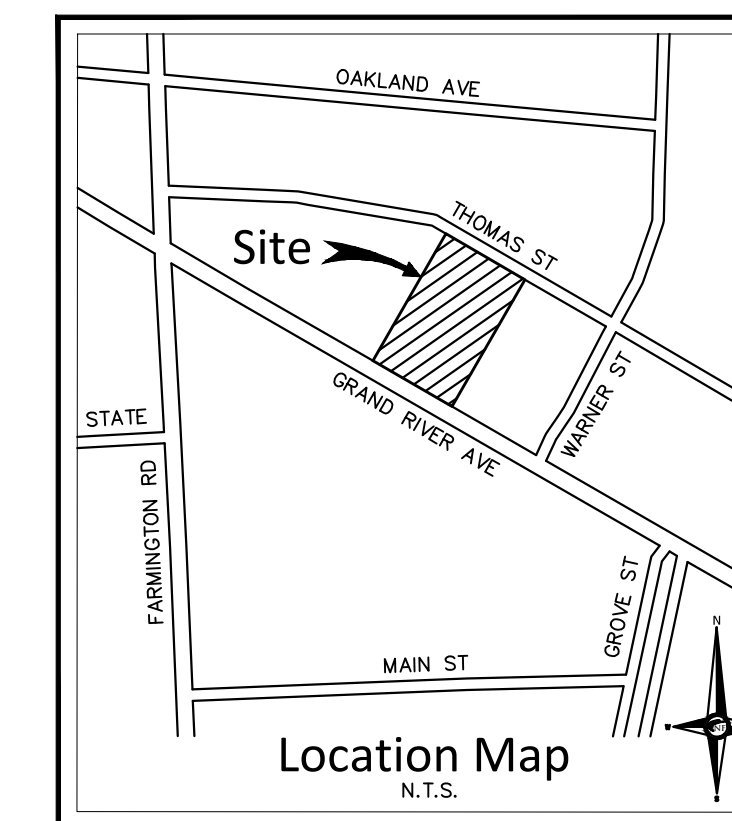 OAKLAND AVE
THOMAS ST
Site
GRAND RIVER AVE
WARNER ST
STATE
FARMINGTON RD
GROVE ST
MAIN ST
N
W
NF
S
Location Map
N.T.S.